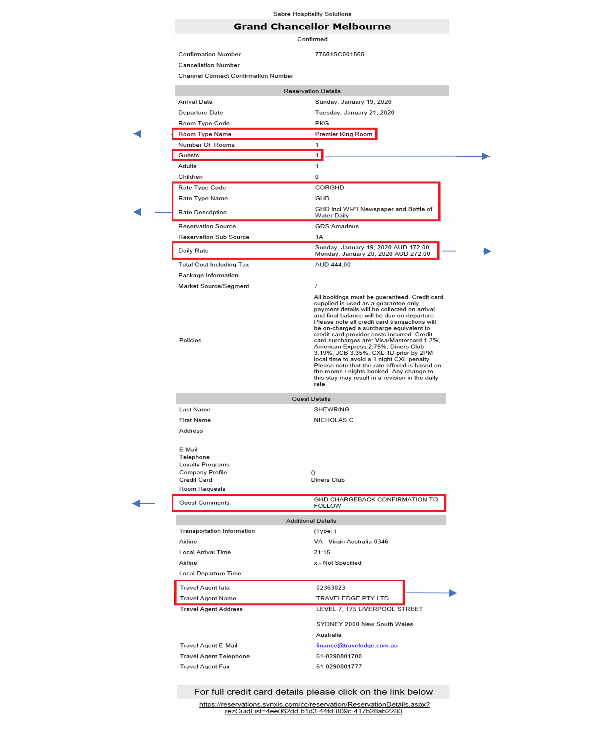 Sabre Hospitality Solutions
Grand Chancellor Melbourne
Confirmed
Confirmation Number 77681SC001865
Cancellation Number
Channel Connect Confirmation Number
Reservation Details
Arrival Date Sunday, January 19, 2020
Departure Date Tuesday, January 21, 2020
Room Type Code PKG
Room Type Name Premier King Room
Number Of Rooms 1
Guests 1
Adults 1
Children 0
Rate Type Code CORGHD
Rate Type Name GHD
Rate Description GHD Incl WI-FI Newspaper and Bottle of
Water Daily
Reservation Source GDS:Amadeus
Reservation Sub Source 1A
Daily Rate Sunday, January 19, 2020 AUD 172.00
Monday, January 20, 2020 AUD 272.00
Total Cost Including Tax AUD 444.00
Package Information
Market Source/Segment /
Policies All bookings must be guaranteed. Credit card
supplied is used as a guarantee only,
payment details will be collected on arrival
and final balance will be due on departure.
Please note all credit card transactions will
be on-charged a surcharge equivalent to
credit card provider costs incurred. Credit
card surcharges are: Visa/Mastercard 1.2%,
American Express 2.75%, Diners Club
3.19%, JCB 3.35%. CXL 1D prior by 2PM
local time to avoid a 1 night CXL penalty.
Please note that the rate offered is based on
the rooms / nights booked. Any change to
this stay may result in a revision in the daily
rate.
Guest Details
Last Name SHEWRING
First Name NICHOLAS C
Address
E-Mail
Telephone
Loyalty Programs
Company Profile ()
Credit Card Diners Club
Room Requests
Guest Comments GHD CHARGEBACK CONFIRMATION TO
FOLLOW
Additional Details
Transportation Information (Type: )
Airline VA - Virgin Australia 0346
Local Arrival Time 21:15
Airline x - Not Specified
Local Departure Time
Travel Agent Iata 02363023
Travel Agent Name TRAVELEDGE PTY LTD
Travel Agent Address LEVEL 7, 175 LIVERPOOL STREET
SYDNEY 2000 New South Wales
Australia
Travel Agent E-Mail finance@traveledge.com.au
Travel Agent Telephone 61-0290801700
Travel Agent Fax 61-0290801777
For full credit card details please click on the link below
https://reservations.synxis.com/cc/reservation/ReservationDetails.aspx?